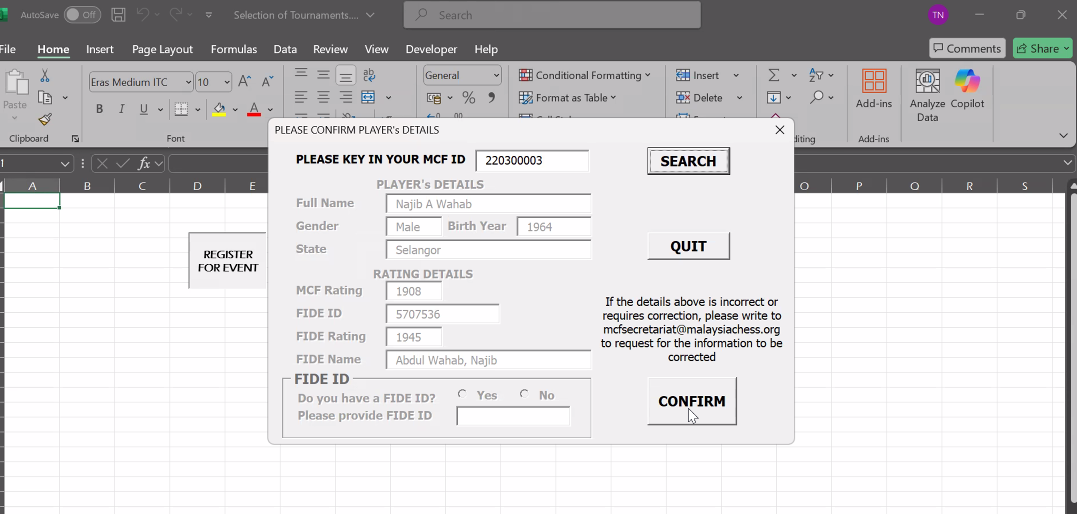 AutoSave Off Selection of Tournaments.... Search TN
File Home Insert Page Layout Formulas Data Review View Developer Help Comments Share
Paste Eras Medium ITC 10 A A ab General Conditional Formatting Insert Σ
B I U A % , Format as Table Delete Add-ins Analyze Data Copilot
Clipboard Font Add-ins
fx
A B C D E O P Q R S
REGISTER
FOR EVENT
PLEASE CONFIRM PLAYER's DETAILS
PLEASE KEY IN YOUR MCF ID 220300003 SEARCH
PLAYER's DETAILS
Full Name Najib A Wahab
Gender Male Birth Year 1964
QUIT
State Selangor
RATING DETAILS
MCF Rating 1908
FIDE ID 5707536
FIDE Rating 1945
FIDE Name Abdul Wahab, Najib
If the details above is incorrect or
requires correction, please write to
mcfsecretariat@malaysiachess.org
to request for the information to be
corrected
FIDE ID
Do you have a FIDE ID? Yes No
Please provide FIDE ID
CONFIRM